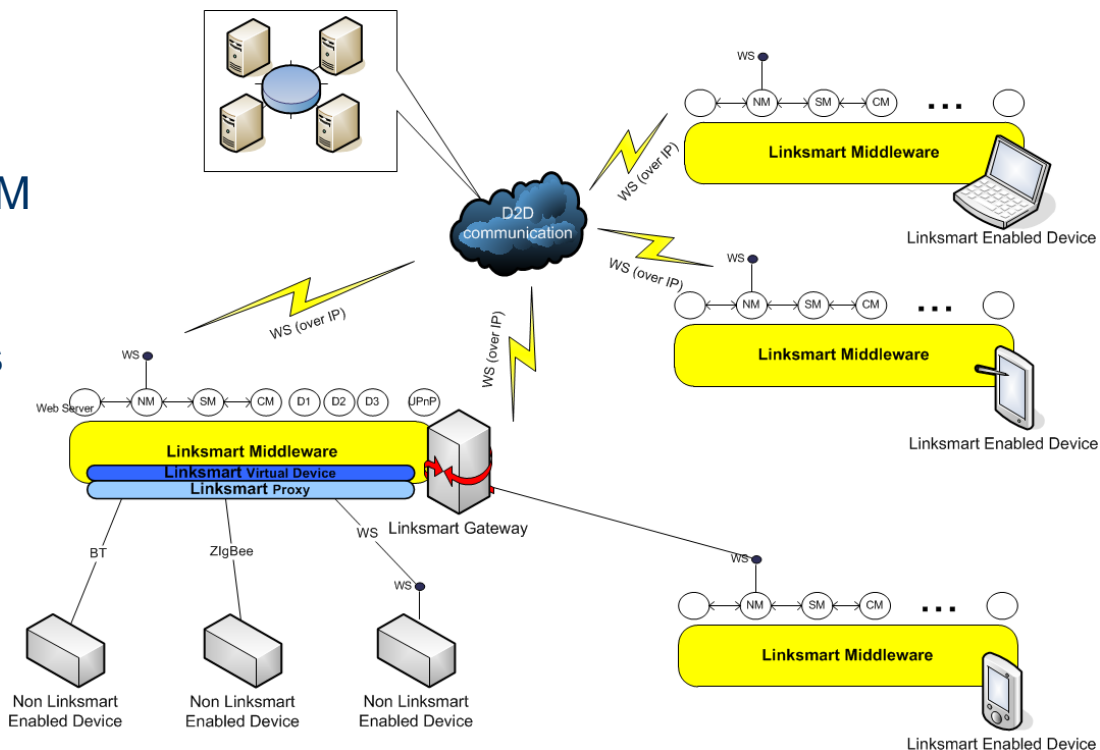 M
s
D2D
communication
WS (over IP)
WS (over IP)
WS (over IP)
WS (over IP)
WS
NM
SM
CM
...
Linksmart Middleware
Linksmart Enabled Device
WS
NM
SM
CM
...
Linksmart Middleware
Linksmart Enabled Device
WS
Web Server
NM
SM
CM
D1
D2
D3
UPnP
Linksmart Middleware
Linksmart Virtual Device
Linksmart Proxy
Linksmart Gateway
BT
ZIgBee
WS
WS
Non Linksmart
Enabled Device
Non Linksmart
Enabled Device
Non Linksmart
Enabled Device
WS
NM
SM
CM
...
Linksmart Middleware
Linksmart Enabled Device